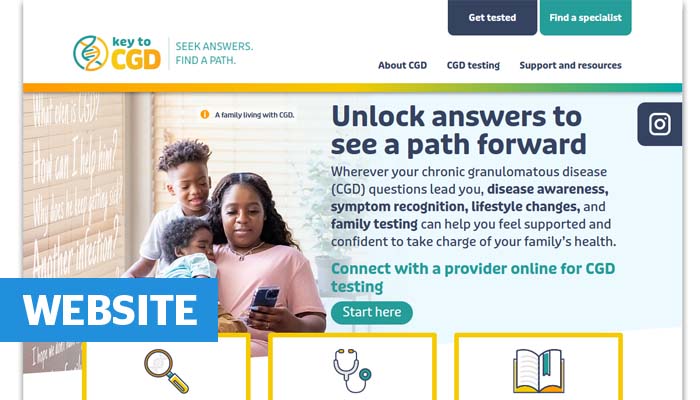 Get tested
Find a specialist
key to
CGD
SEEK ANSWERS.
FIND A PATH.
About CGD
CGD testing
Support and resources
What even is CGD?
How can I help him?
Why does he keep getting sick?
Another infection?
A family living with CGD.
Unlock answers to
see a path forward
Wherever your chronic granulomatous disease
(CGD) questions lead you, disease awareness,
symptom recognition, lifestyle changes, and
family testing can help you feel supported and
confident to take charge of your family's health.
Connect with a provider online for CGD
testing
Start here
WEBSITE
I hope we don't